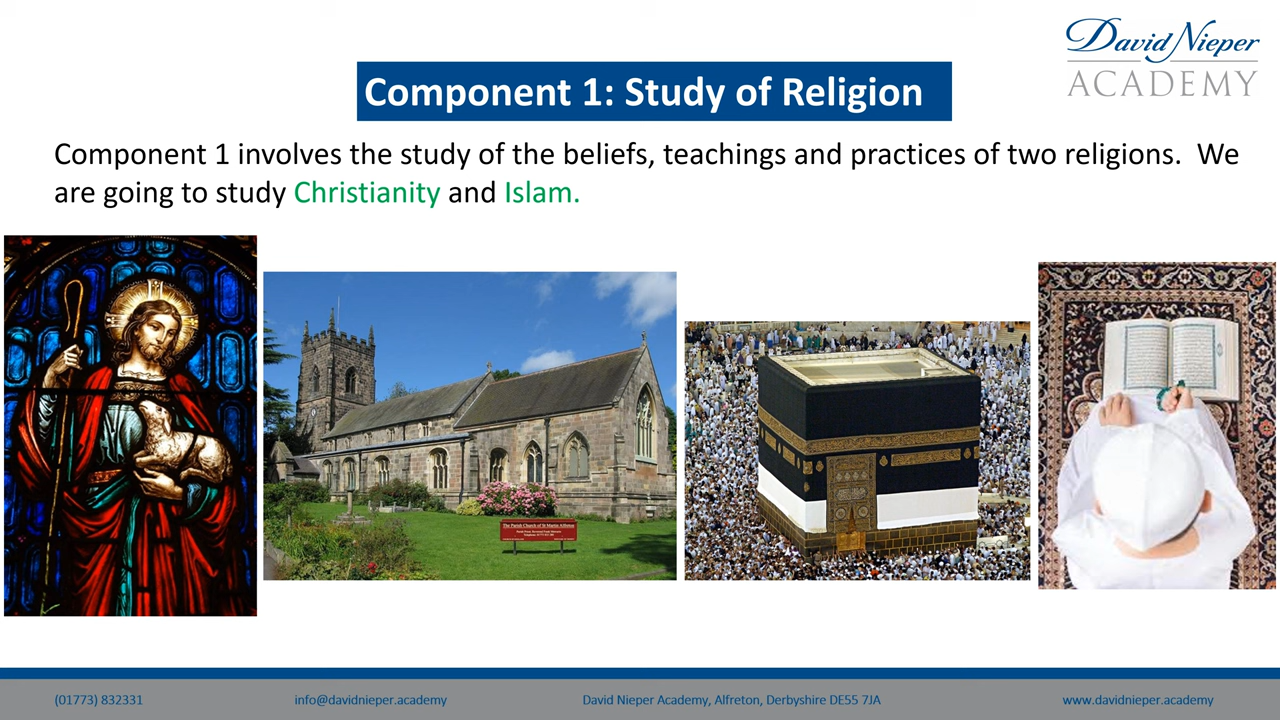 David Nieper
ACADEMY
Component 1: Study of Religion
Component 1 involves the study of the beliefs, teachings and practices of two religions.  We
are going to study Christianity and Islam.
The Parish Church of St Martin Alfreton
(01773) 832331
info@davidnieper.academy
David Nieper Academy, Alfreton, Derbyshire DE55 7JA
www.davidnieper.academy